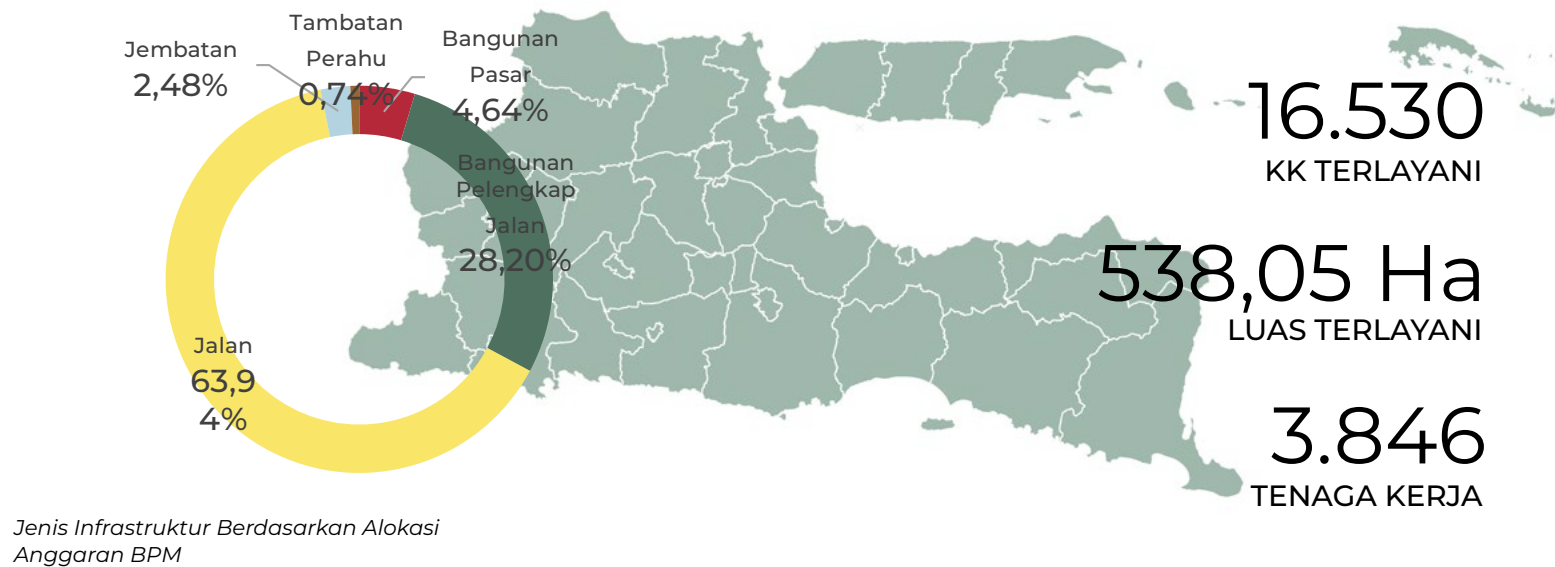 Jembatan
2,48%
Tambatan
Perahu
0,74%
Bangunan
Pasar
4,64%
Bangunan
Pelengkap
Jalan
28,20%
Jalan
63,9
4%
Jenis Infrastruktur Berdasarkan Alokasi
Anggaran BPM
16.530
KK TERLAYANI
538,05 Ha
LUAS TERLAYANI
3.846
TENAGA KERJA